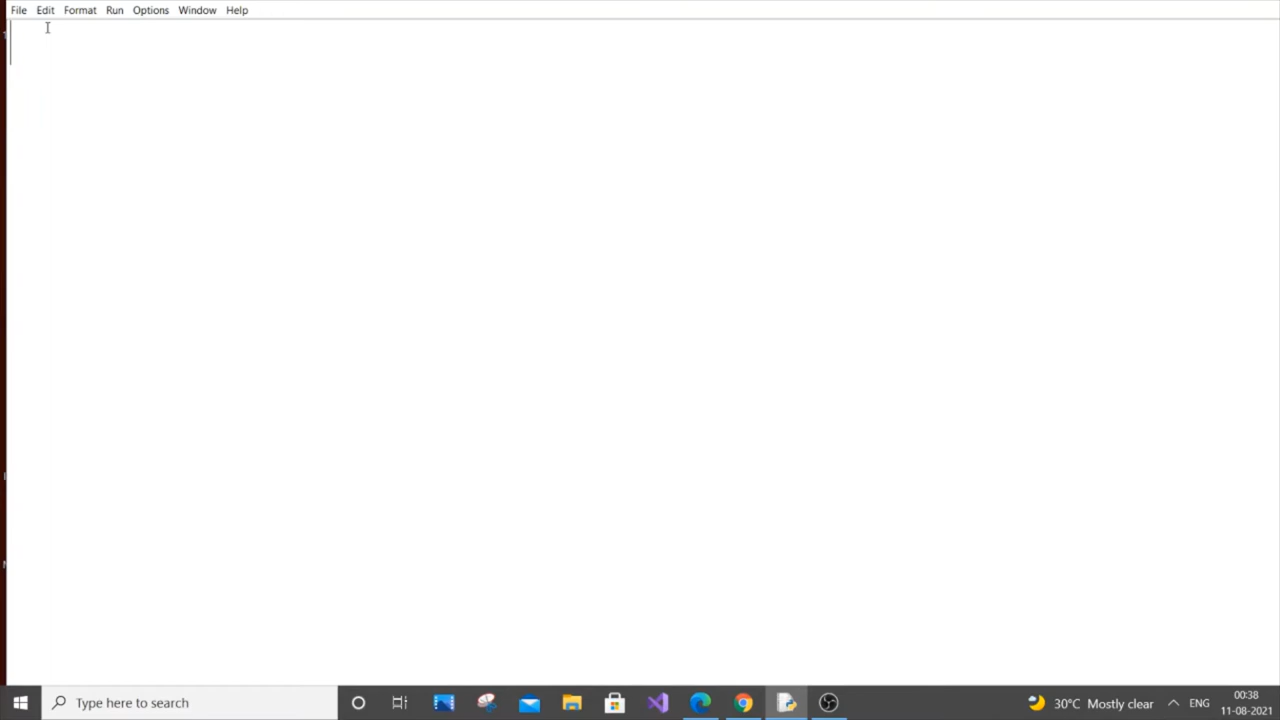 File Edit Format Run Options Window Help
Type here to search
30°C Mostly clear
ENG
00:38
11-08-2021